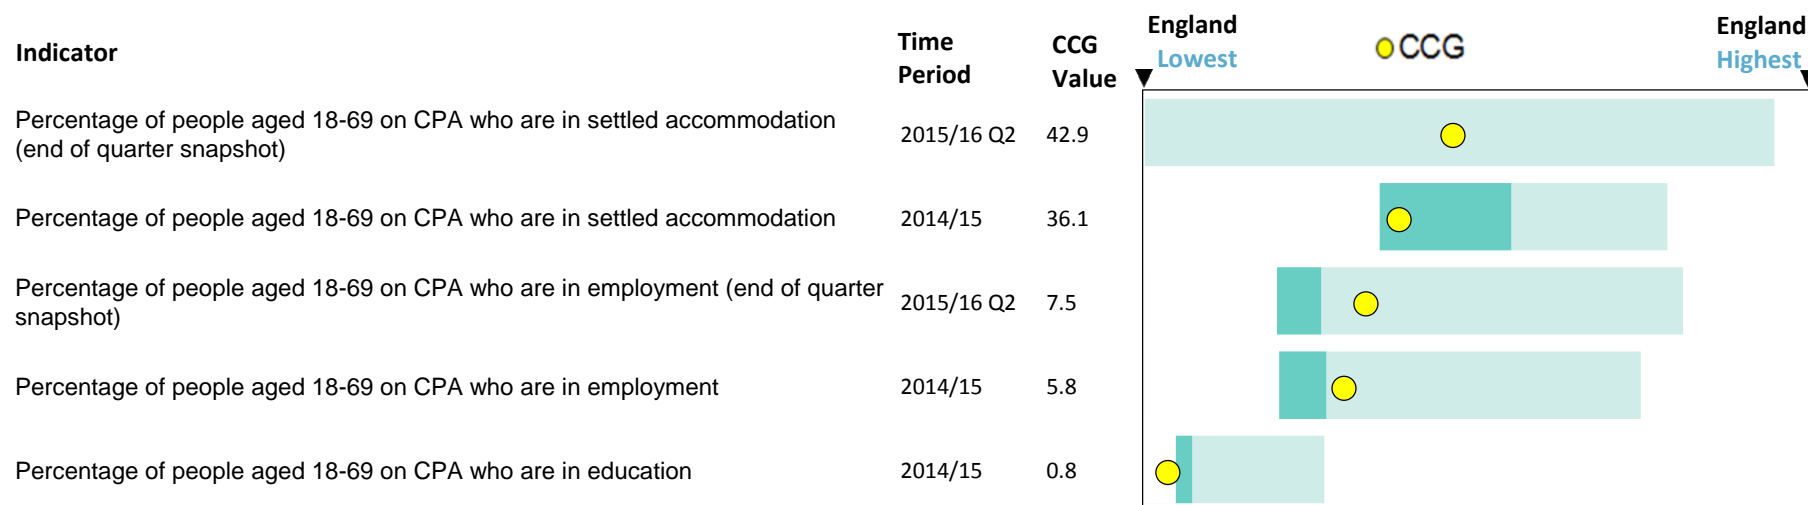 Indicator
Time
Period
CCG
Value
England
Lowest
CCG
England
Highest
Percentage of people aged 18-69 on CPA who are in settled accommodation
(end of quarter snapshot)
2015/16 Q2
42.9
Percentage of people aged 18-69 on CPA who are in settled accommodation
2014/15
36.1
Percentage of people aged 18-69 on CPA who are in employment (end of quarter
snapshot)
2015/16 Q2
7.5
Percentage of people aged 18-69 on CPA who are in employment
2014/15
5.8
Percentage of people aged 18-69 on CPA who are in education
2014/15
0.8